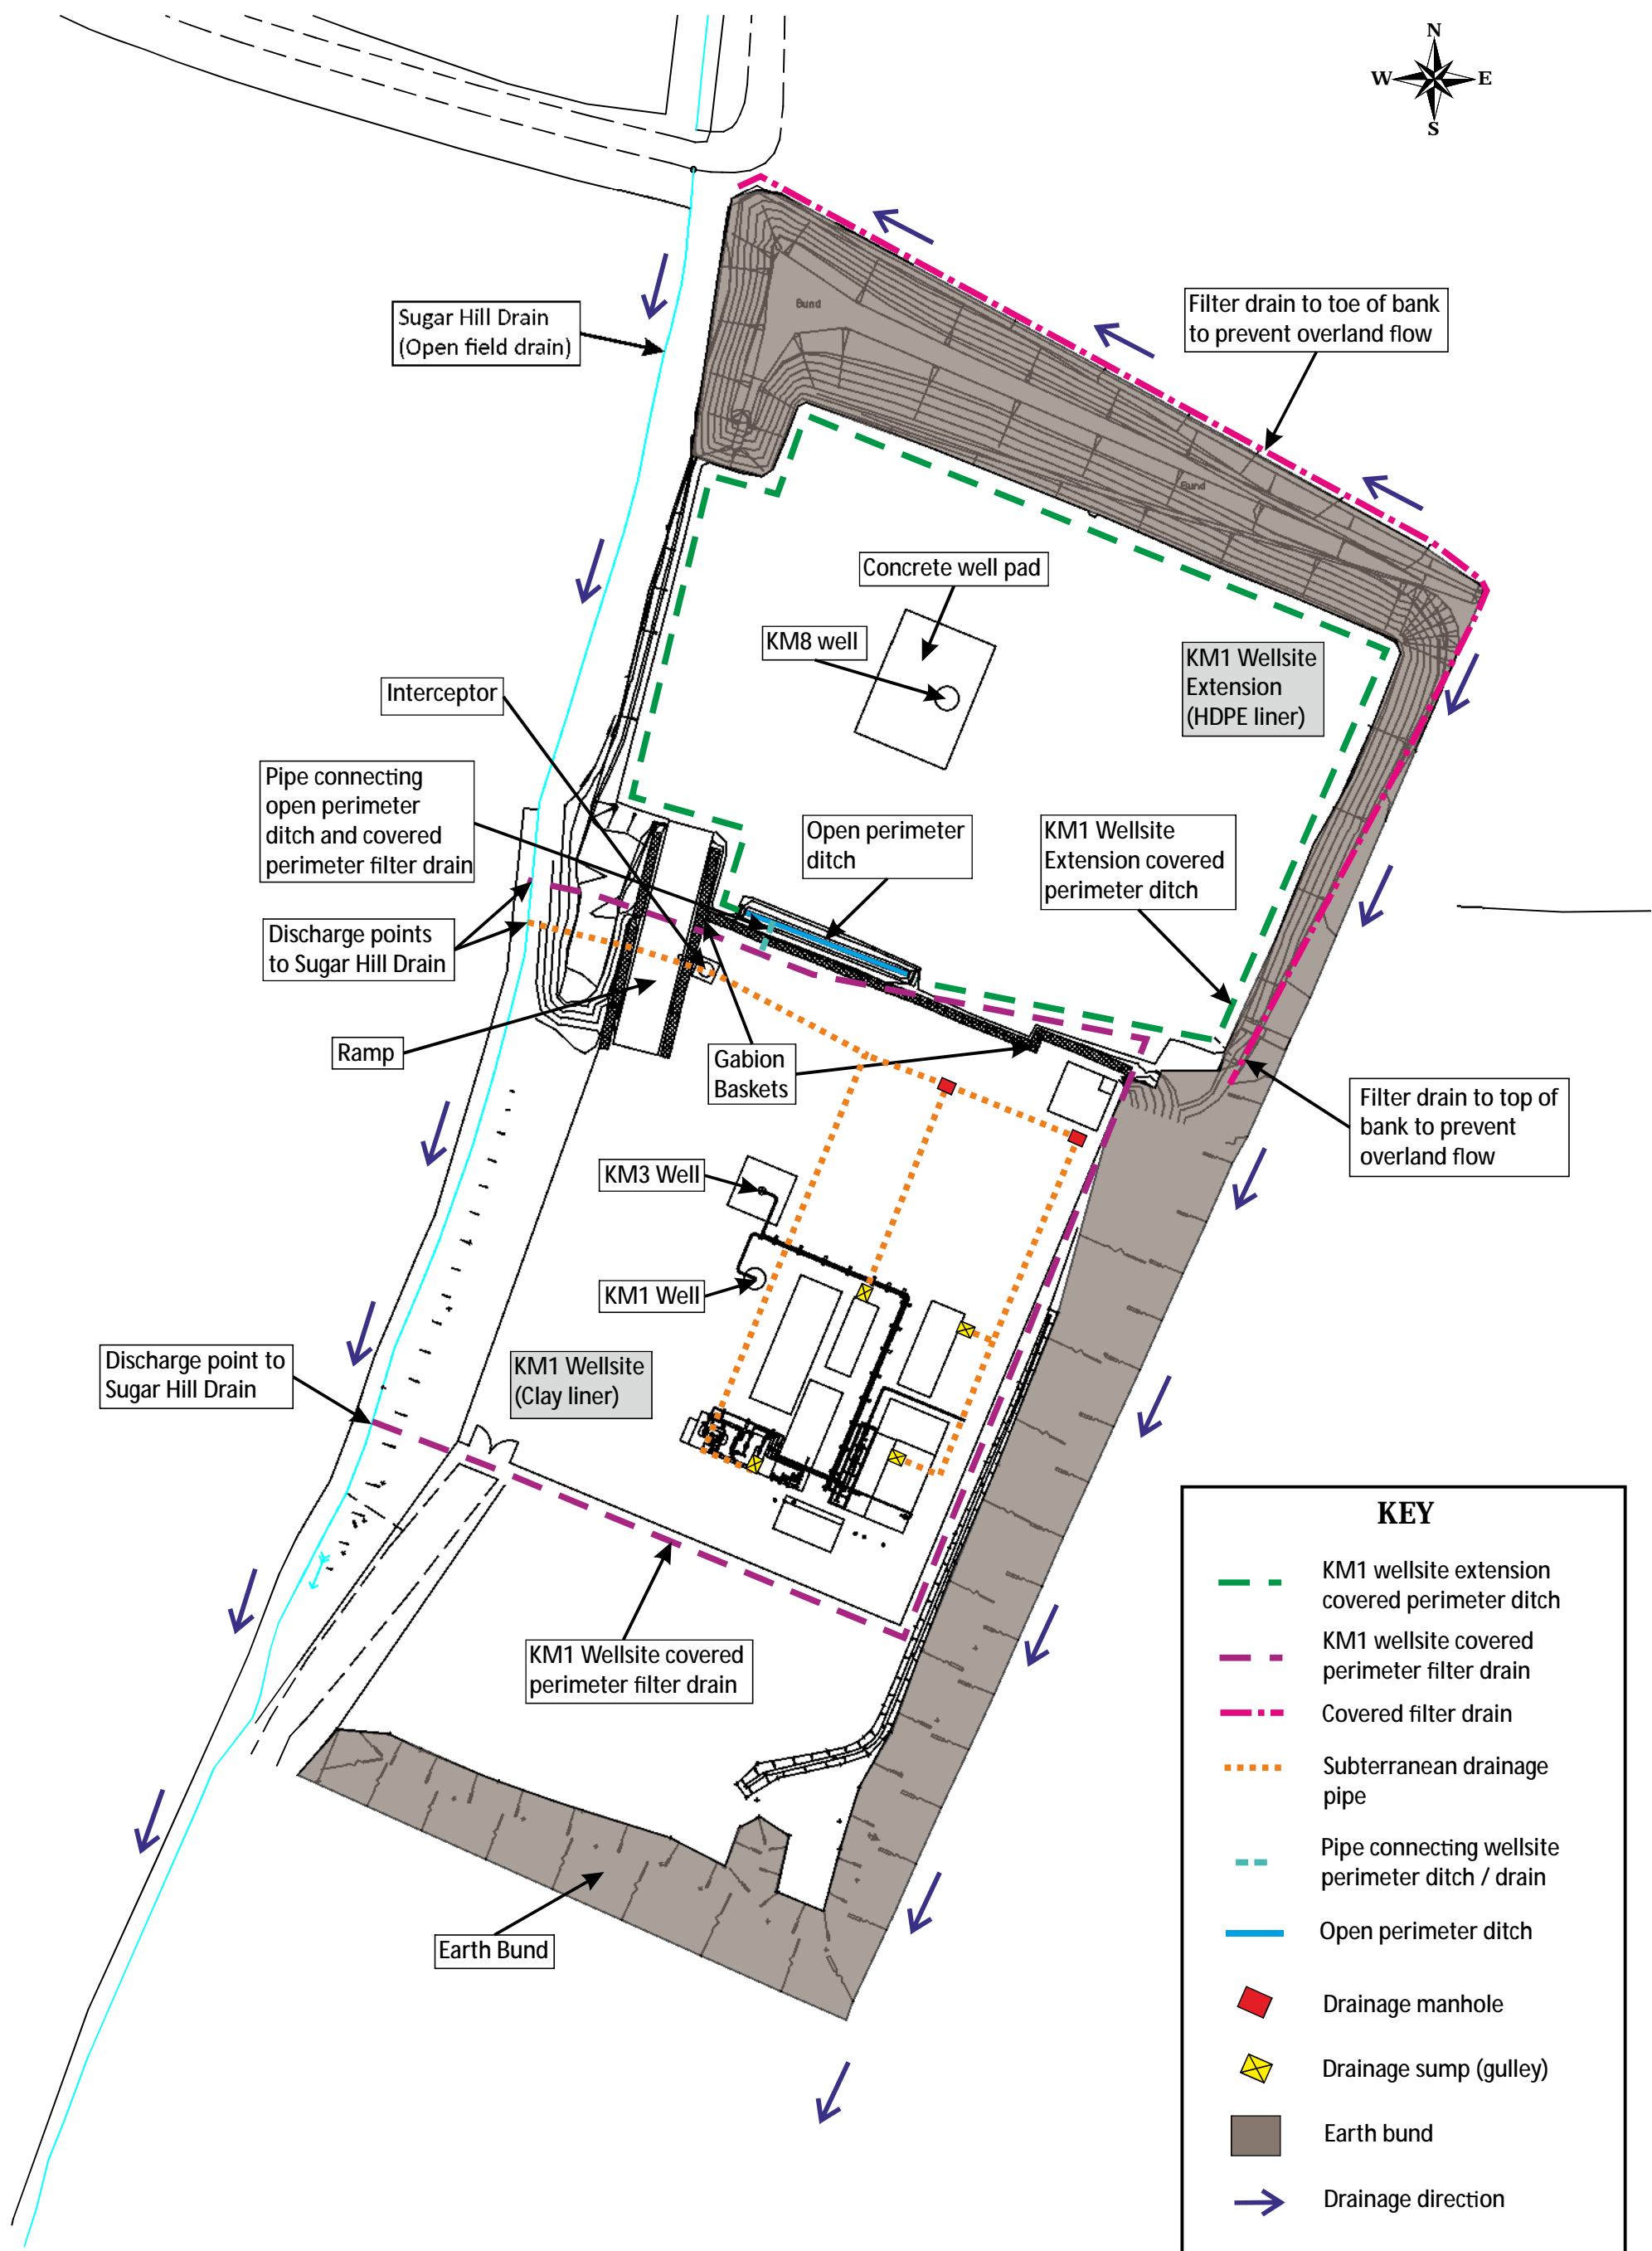 N
W
E
S
Sugar Hill Drain
(Open field drain)
Bund
Filter drain to toe of bank
to prevent overland flow
Bund
Concrete well pad
KM8 well
KM1 Wellsite
Extension
(HDPE liner)
Interceptor
Pipe connecting
open perimeter
ditch and covered
perimeter filter drain
Open perimeter
ditch
KM1 Wellsite
Extension covered
perimeter ditch
Discharge points
to Sugar Hill Drain
Ramp
Gabion
Baskets
Filter drain to top of
bank to prevent
overland flow
KM3 Well
KM1 Well
Discharge point to
Sugar Hill Drain
KM1 Wellsite
(Clay liner)
KM1 Wellsite covered
perimeter filter drain
Earth Bund
KEY
KM1 wellsite extension
covered perimeter ditch
KM1 wellsite covered
perimeter filter drain
Covered filter drain
Subterranean drainage
pipe
Pipe connecting wellsite
perimeter ditch / drain
Open perimeter ditch
Drainage manhole
Drainage sump (gulley)
Earth bund
Drainage direction